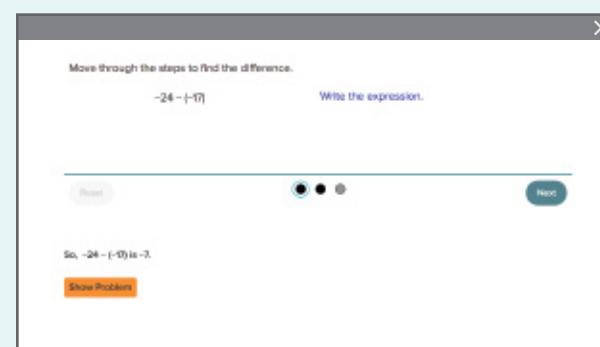 Move through the steps to find the difference.
−24 − (−17) Write the expression.
Reset
Next
So, −24 − (−17) is −7.
Show Problem